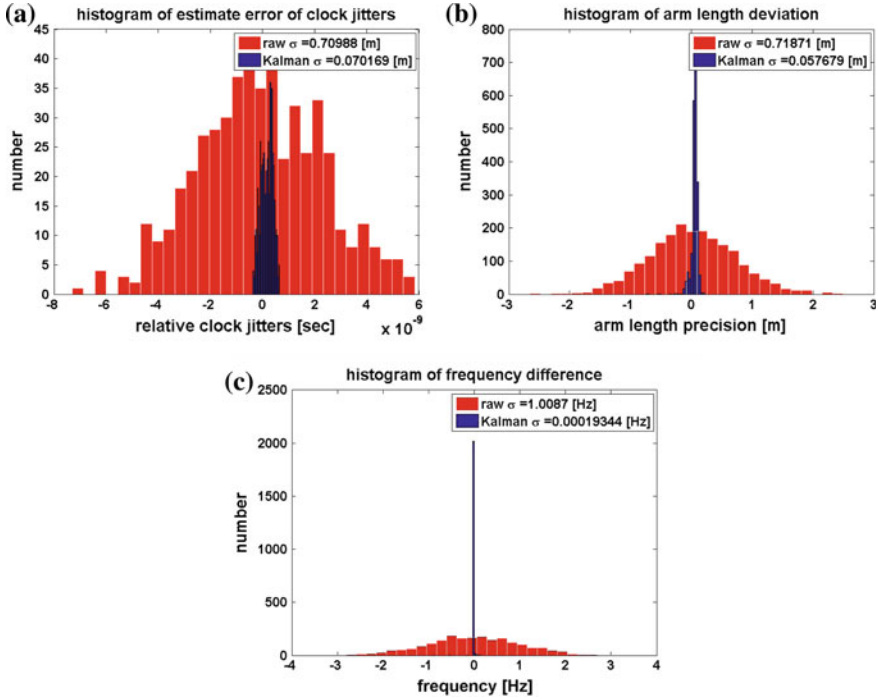 (a)
histogram of estimate error of clock jitters
45
40
35
30
25
20
15
10
5
0
number
raw σ =0.70988 [m]
Kalman σ =0.070169 [m]
-8 -6 -4 -2 0 2 4 6
relative clock jitters [sec]
x 10⁻⁹
(b)
histogram of arm length deviation
800
700
600
500
400
300
200
100
0
number
raw σ =0.71871 [m]
Kalman σ =0.057679 [m]
-3 -2 -1 0 1 2 3
arm length precision [m]
(c)
histogram of frequency difference
2500
2000
1500
1000
500
0
number
raw σ =1.0087 [Hz]
Kalman σ =0.00019344 [Hz]
-4 -3 -2 -1 0 1 2 3 4
frequency [Hz]